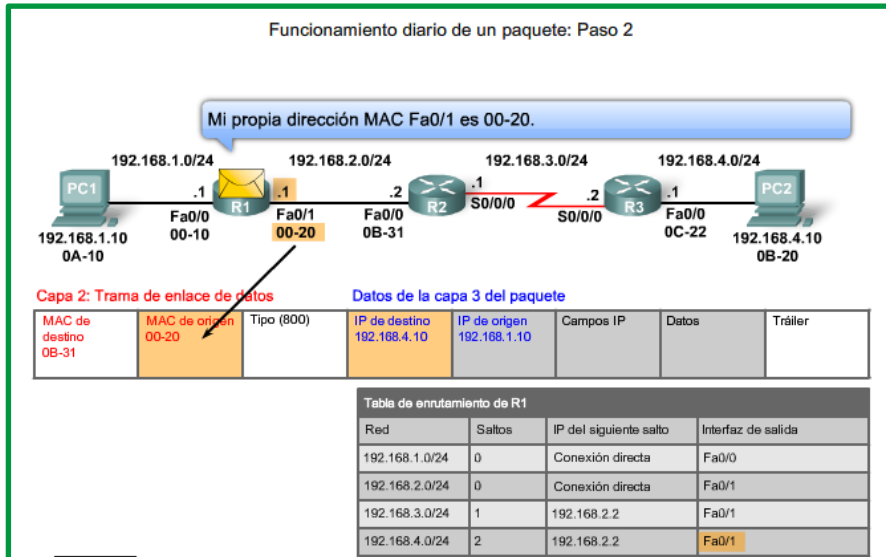 Funcionamiento diario de un paquete: Paso 2
Mi propia dirección MAC Fa0/1 es 00-20.
192.168.1.0/24 192.168.2.0/24 192.168.3.0/24 192.168.4.0/24
PC1 .1 R1 .1 .2 R2 .1 .2 R3 .1 PC2
Fa0/0 Fa0/1 Fa0/0 S0/0/0 S0/0/0 Fa0/0
00-10 00-20 0B-31 0C-22
192.168.1.10 192.168.4.10
0A-10 0B-20
Capa 2: Trama de enlace de datos Datos de la capa 3 del paquete
MAC de MAC de origen Tipo (800) IP de destino IP de origen Campos IP Datos Tráiler
destino 00-20 192.168.4.10 192.168.1.10
0B-31
Tabla de enrutamiento de R1
Red Saltos IP del siguiente salto Interfaz de salida
192.168.1.0/24 0 Conexión directa Fa0/0
192.168.2.0/24 0 Conexión directa Fa0/1
192.168.3.0/24 1 192.168.2.2 Fa0/1
192.168.4.0/24 2 192.168.2.2 Fa0/1